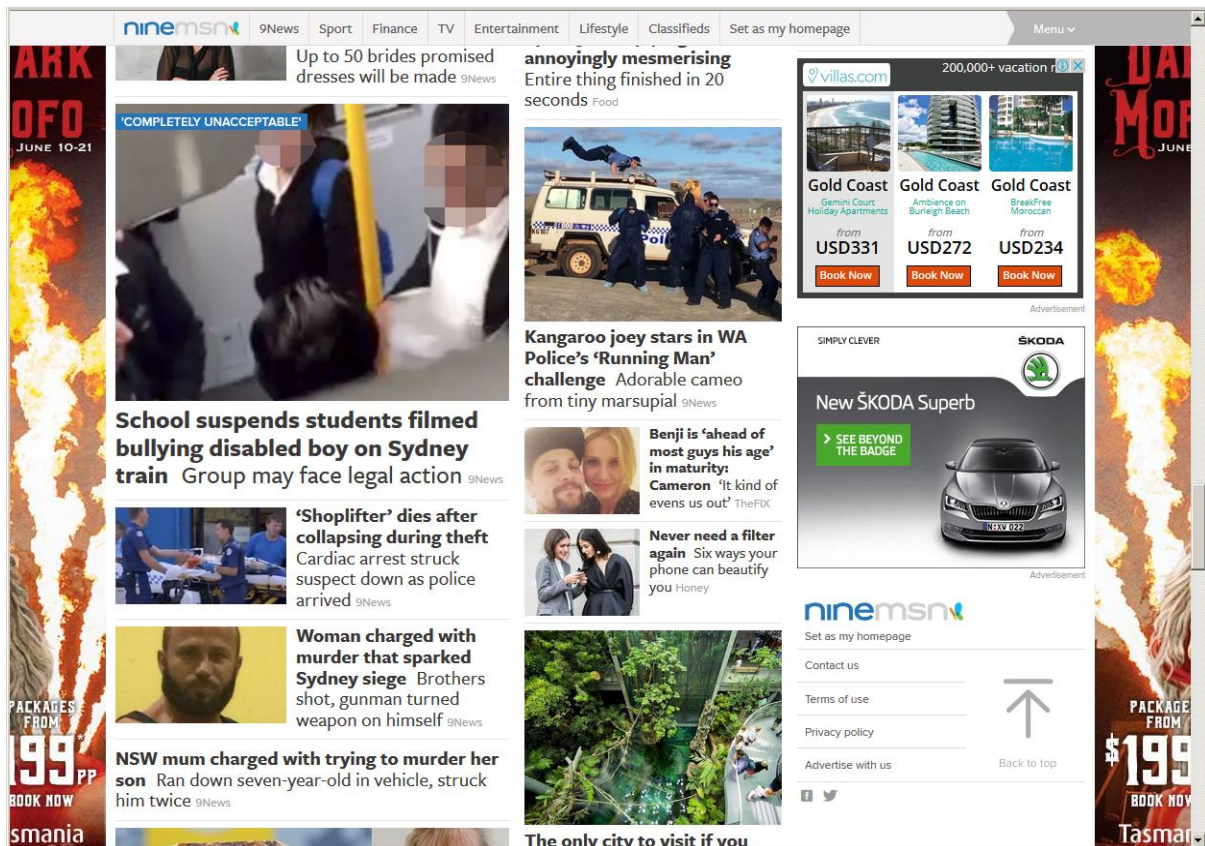 ninemsn 9News Sport Finance TV Entertainment Lifestyle Classifieds Set as my homepage Menu
ARK
OFO
JUNE 10-21
PACKAGES
FROM
199*
PP
BOOK NOW
smania
Up to 50 brides promised
dresses will be made 9News
'COMPLETELY UNACCEPTABLE'
School suspends students filmed
bullying disabled boy on Sydney
train Group may face legal action 9News
'Shoplifter' dies after
collapsing during theft
Cardiac arrest struck
suspect down as police
arrived 9News
Woman charged with
murder that sparked
Sydney siege Brothers
shot, gunman turned
weapon on himself 9News
NSW mum charged with trying to murder her
son Ran down seven-year-old in vehicle, struck
him twice 9News
annoyingly mesmerising
Entire thing finished in 20
seconds Food
Polic
Kangaroo joey stars in WA
Police's 'Running Man'
challenge Adorable cameo
from tiny marsupial 9News
Benji is 'ahead of
most guys his age'
in maturity:
Cameron 'It kind of
evens us out' TheFIX
Never need a filter
again Six ways your
phone can beautify
you Honey
The only city to visit if you
villas.com
200,000+ vacation r
Gold Coast Gold Coast Gold Coast
Gemini Court Ambience on BreakFree
Holiday Apartments Burleigh Beach Moroccan
from from from
USD331 USD272 USD234
Book Now Book Now Book Now
Advertisement
SIMPLY CLEVER ŠKODA
New ŠKODA Superb
SEE BEYOND
THE BADGE
N:XW 022
Advertisement
ninemsn
Set as my homepage
Contact us
Terms of use
Privacy policy
Advertise with us
Back to top
DA
MO
JUNE
PACKAGE
FROM
$199
BOOK NOW
Tasmar